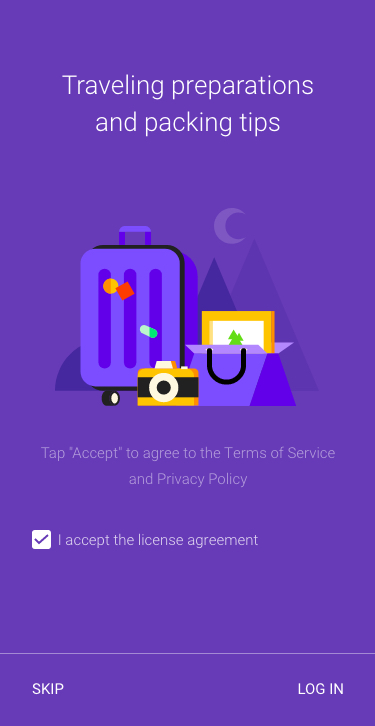 Traveling preparations
and packing tips
Tap "Accept" to agree to the Terms of Service
and Privacy Policy
I accept the license agreement
SKIP
LOG IN